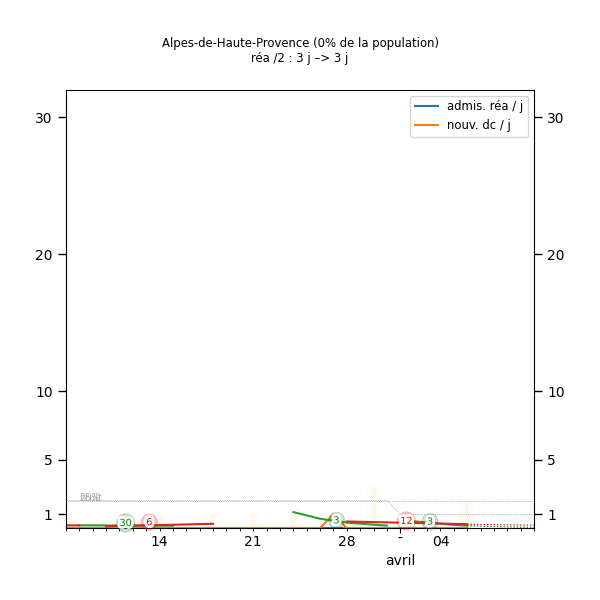 Alpes-de-Haute-Provence (0% de la population)
réa /2 : 3 j –> 3 j
admis. réa / j
nouv. dc / j
30 30
20 20
10 10
5 5
1 1
30 6 3 12 3
14 21 28 - 04
avril